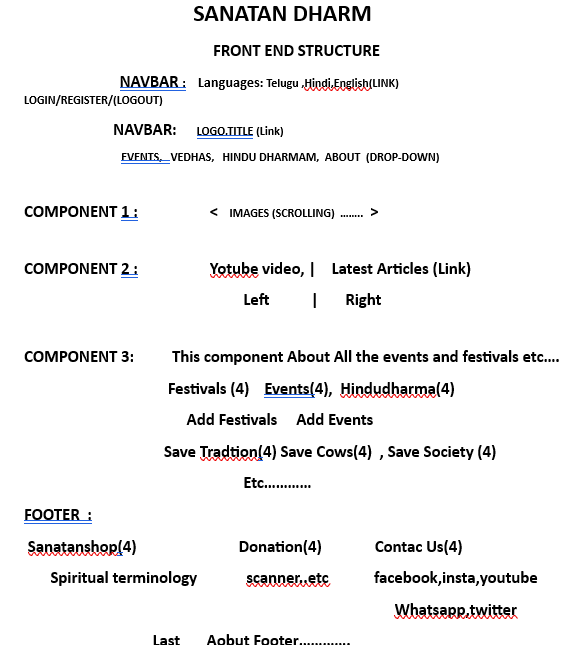 SANATAN DHARM
FRONT END STRUCTURE
NAVBAR : Languages: Telugu ,Hindi,English(LINK)
LOGIN/REGISTER/(LOGOUT)
NAVBAR: LOGO.TITLE (Link)
EVENTS, VEDHAS, HINDU DHARMAM, ABOUT (DROP-DOWN)
COMPONENT 1 : < IMAGES (SCROLLING) ........ >
COMPONENT 2 : Yotube video, | Latest Articles (Link)
Left | Right
COMPONENT 3: This component About All the events and festivals etc....
Festivals (4) Events(4), Hindudharma(4)
Add Festivals Add Events
Save Tradtion(4) Save Cows(4) , Save Society (4)
Etc............
FOOTER :
Sanatanshop(4) Donation(4) Contac Us(4)
Spiritual terminology scanner..etc facebook,insta,youtube
Whatsapp,twitter
Last Aobut Footer.............